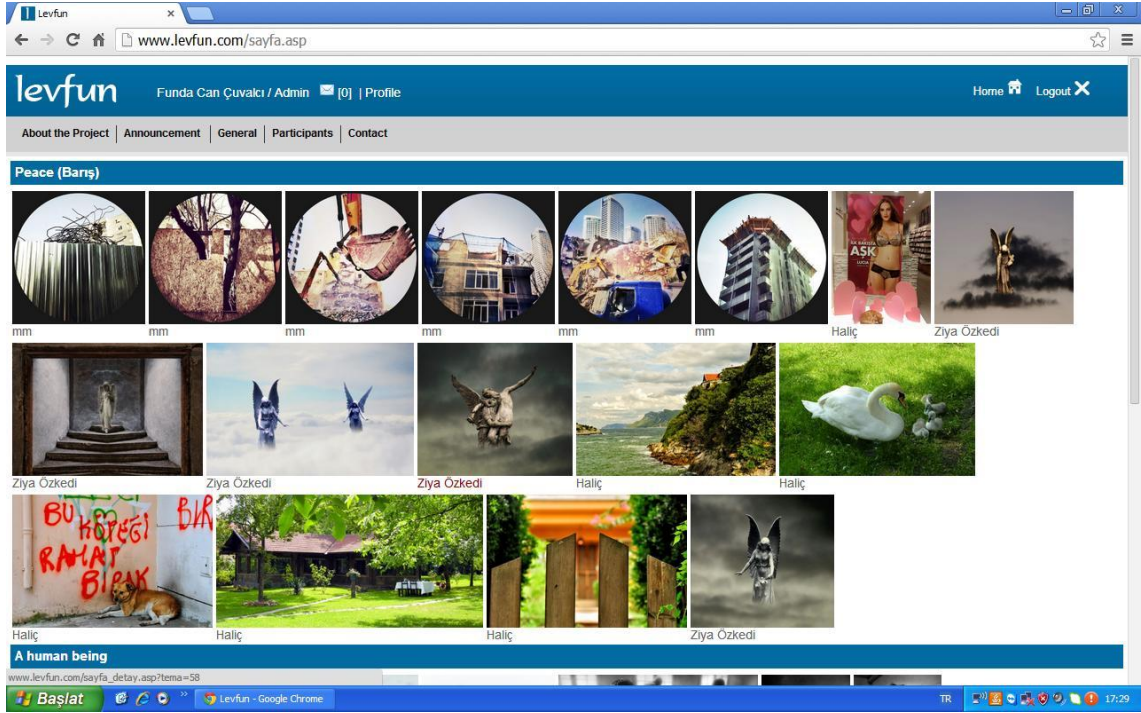 Levfun
www.levfun.com/sayfa.asp
levfun
Funda Can Çuvalcı / Admin [0] | Profile
Home Logout
About the Project | Announcement | General | Participants | Contact
Peace (Barış)
AŞK
mm mm mm mm mm mm Haliç Ziya Özkedi
Ziya Özkedi Ziya Özkedi Ziya Özkedi Haliç Haliç
BU BİR
KÖPEĞİ
RAHAT
BIRAK
Haliç Haliç Haliç Ziya Özkedi
A human being
www.levfun.com/sayfa_detay.asp?tema=58
Başlat Levfun - Google Chrome TR 17:29